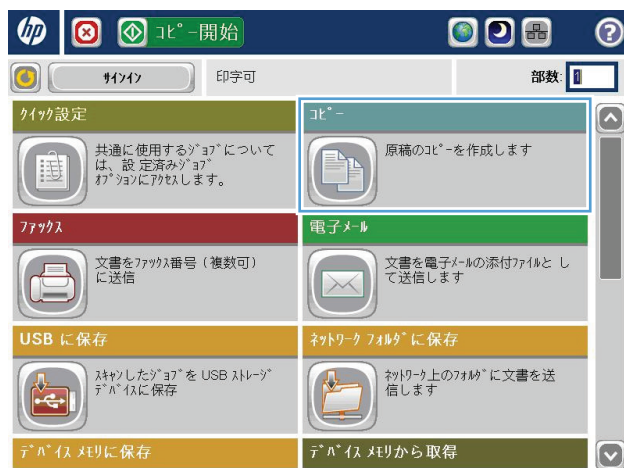 hp
ｺﾋﾟｰ開始
ｻｲﾝｲﾝ
印字可
部数: 1
ｸｲｯｸ設定
共通に使用するｼﾞｮﾌﾞについて
は、設 定済みｼﾞｮﾌﾞ
ｵﾌﾟｼｮﾝにｱｸｾｽしま す。
ｺﾋﾟｰ
原稿のｺﾋﾟｰを作成します
ﾌｧｯｸｽ
文書をﾌｧｯｸｽ番号（複数可）
に送信
電子ﾒｰﾙ
文書を電子ﾒｰﾙの添付ﾌｧｲﾙと し
て送信しま す
USB に保存
ｽｷｬﾝしたｼﾞｮﾌﾞを USB ｽﾄﾚｰｼﾞ
ﾃﾞﾊﾞｲｽに保存
ﾈｯﾄﾜｰｸ ﾌｫﾙﾀﾞに保存
ﾈｯﾄﾜｰｸ上のﾌｫﾙﾀﾞに文書を送
信します
ﾃﾞﾊﾞｲｽ ﾒﾓﾘに保存
ﾃﾞﾊﾞｲｽ ﾒﾓﾘから取得